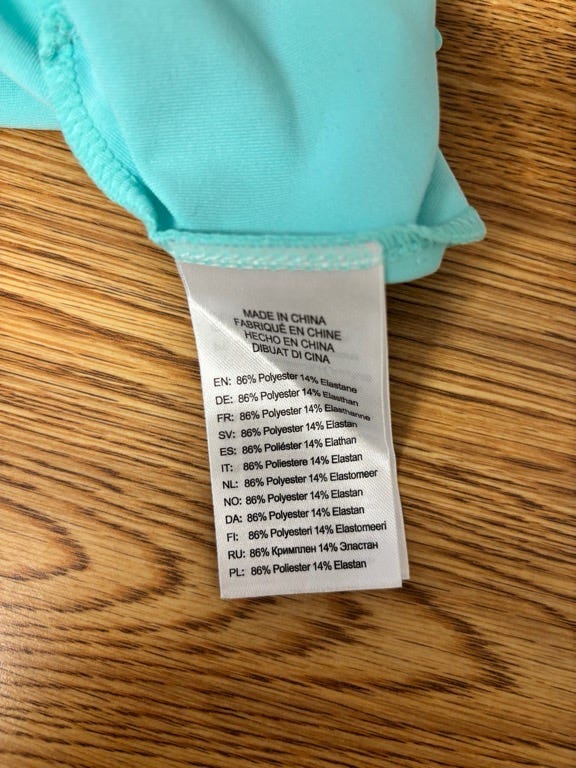 MADE IN CHINA
FABRIQUÉ EN CHINE
HECHO EN CHINA
DIBUAT DI CINA
EN: 86% Polyester 14% Elastane
DE: 86% Polyester 14% Elasthan
FR: 86% Polyester 14% Elasthanne
SV: 86% Polyester 14% Elastan
ES: 86% Poliéster 14% Elathan
IT: 86% Poliestere 14% Elastan
NL: 86% Polyester 14% Elastomeer
NO: 86% Polyester 14% Elastan
DA: 86% Polyester 14% Elastan
FI: 86% Polyesteri 14% Elastomeeri
RU: 86% Кримплен 14% Эластан
PL: 86% Poliester 14% Elastan